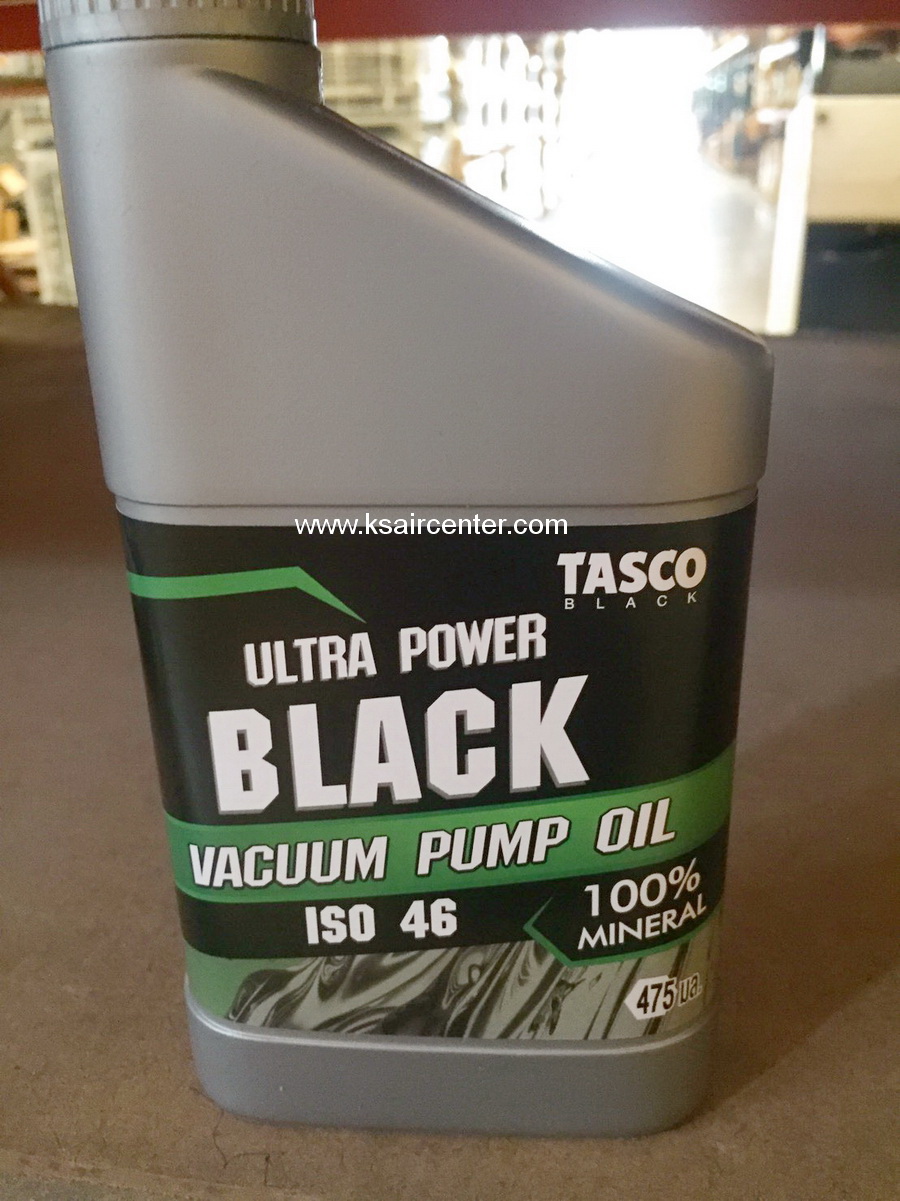 www.ksaircenter.com
TASCO
BLACK
ULTRA POWER
BLACK
VACUUM PUMP OIL
ISO 46
100%
MINERAL
475 มล.